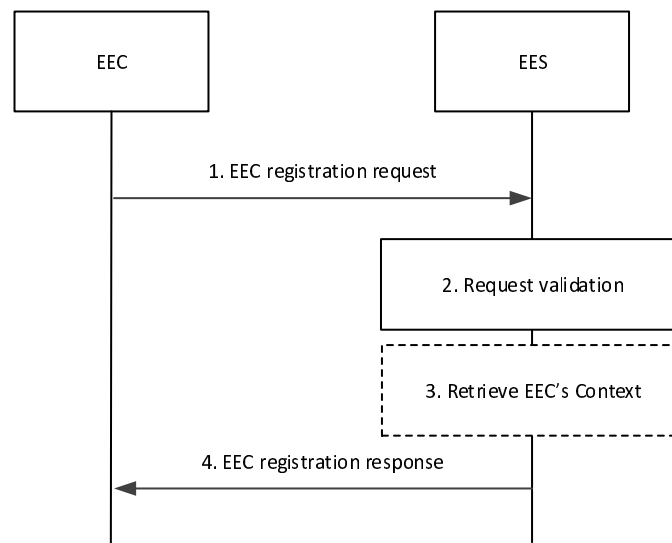 EEC
EES
1. EEC registration request
2. Request validation
3. Retrieve EEC's Context
4. EEC registration response